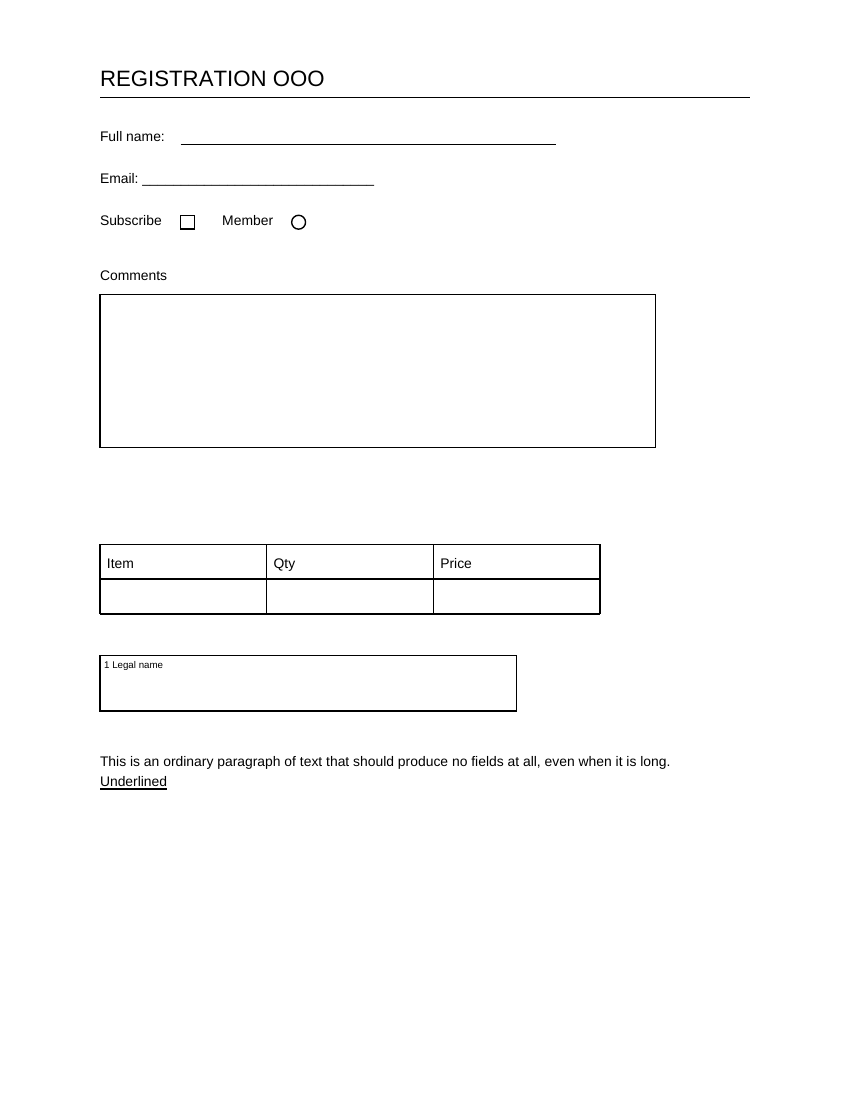 REGISTRATION OOO
Full name:
Email: ______________________________
Subscribe Member
Comments
Item Qty Price
1 Legal name
This is an ordinary paragraph of text that should produce no fields at all, even when it is long.
Underlined